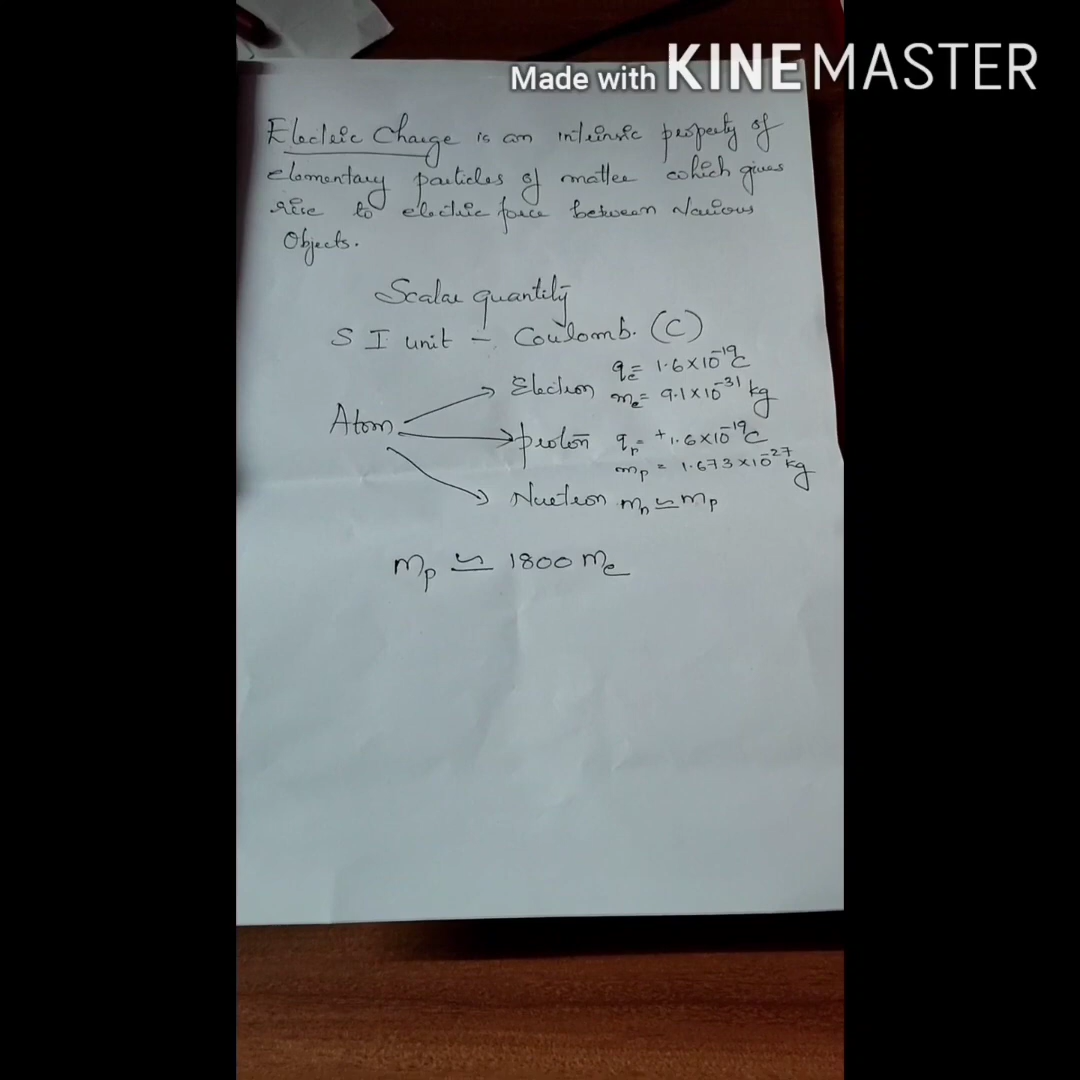 Made with KINEMASTER
Electric Charge is an intrinsic property of
elementary particles of matter which gives
rise to electric force between various
Objects.
Scalar quantity
S I unit - Coulomb. (C)
qe = 1.6×10⁻¹⁹C
Electron me = 9.1×10⁻³¹ kg
Atom
proton qp = +1.6×10⁻¹⁹C
mp = 1.673×10⁻²⁷ kg
Neutron mn ≃ mp
mp ≃ 1800 me